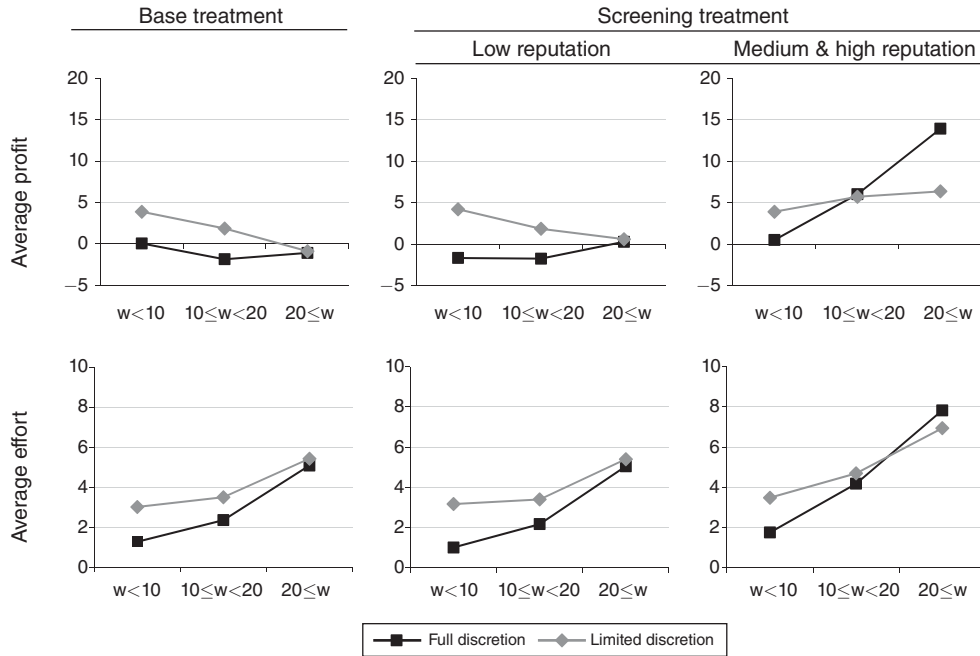 Base treatment
Screening treatment
Low reputation
Medium & high reputation
Average profit
20
15
10
5
0
−5
w<10 10≤w<20 20≤w
20
15
10
5
0
−5
w<10 10≤w<20 20≤w
20
15
10
5
0
−5
w<10 10≤w<20 20≤w
Average effort
10
8
6
4
2
0
w<10 10≤w<20 20≤w
10
8
6
4
2
0
w<10 10≤w<20 20≤w
10
8
6
4
2
0
w<10 10≤w<20 20≤w
Full discretion Limited discretion